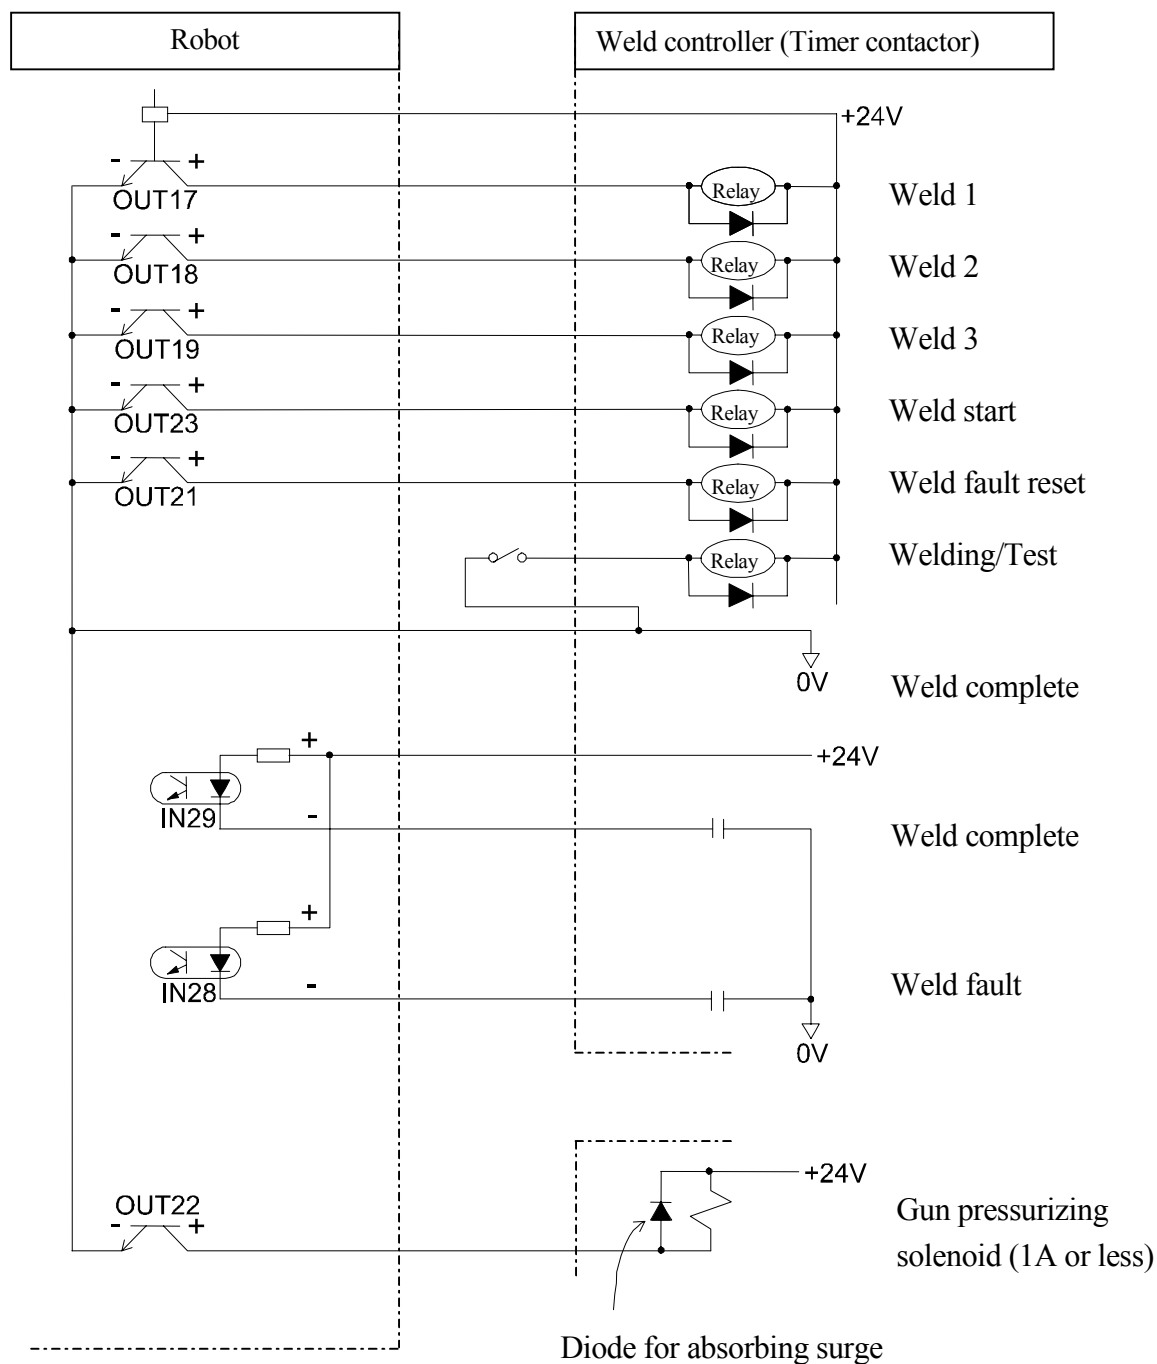 Robot
Weld controller (Timer contactor)
+24V
- +
OUT17
Relay
Weld 1
- +
OUT18
Relay
Weld 2
- +
OUT19
Relay
Weld 3
- +
OUT23
Relay
Weld start
- +
OUT21
Relay
Weld fault reset
Relay
Welding/Test
0V
Weld complete
+
+24V
IN29
-
Weld complete
+
IN28
-
Weld fault
0V
+24V
OUT22
- +
Gun pressurizing
solenoid (1A or less)
Diode for absorbing surge